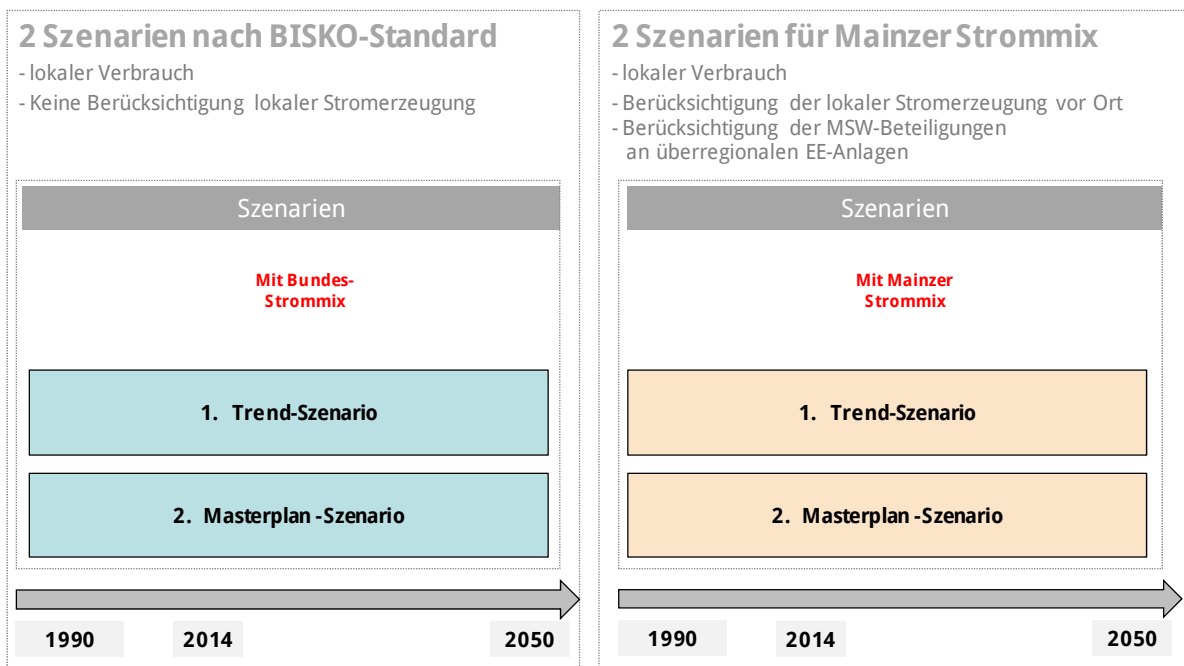 2 Szenarien nach BISKO-Standard
- lokaler Verbrauch
- Keine Berücksichtigung lokaler Stromerzeugung
Szenarien
Mit Bundes-
Strommix
1. Trend-Szenario
2. Masterplan -Szenario
1990
2014
2050
2 Szenarien für Mainzer Strommix
- lokaler Verbrauch
- Berücksichtigung der lokaler Stromerzeugung vor Ort
- Berücksichtigung der MSW-Beteiligungen
an überregionalen EE-Anlagen
Szenarien
Mit Mainzer
Strommix
1. Trend-Szenario
2. Masterplan -Szenario
1990
2014
2050